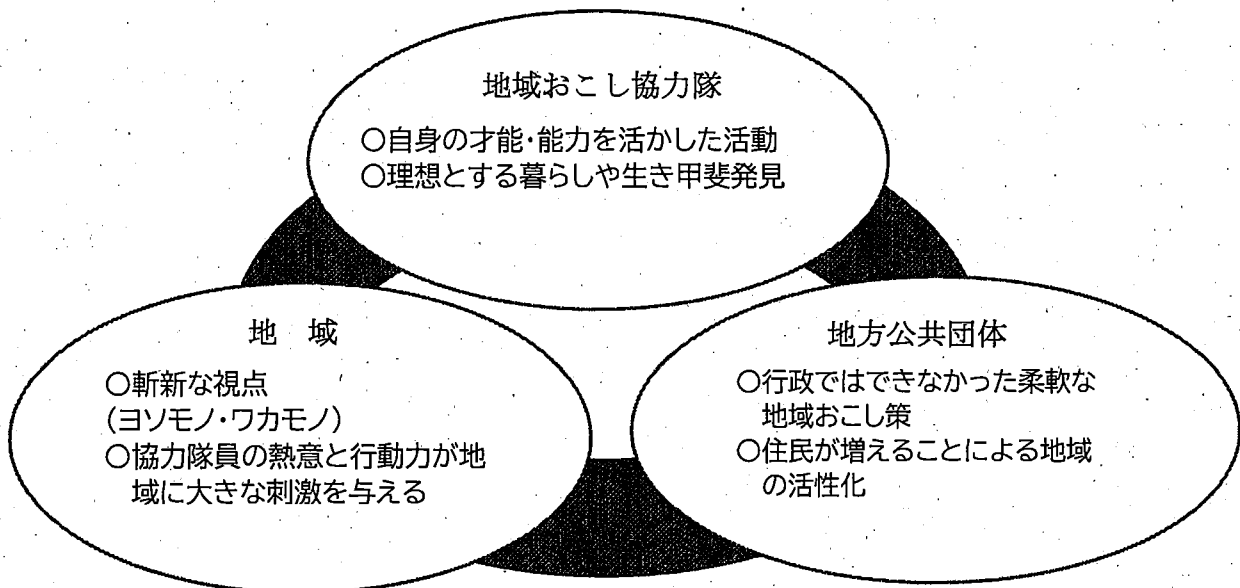 地域おこし協力隊
○自身の才能・能力を活かした活動
○理想とする暮らしや生き甲斐発見
地 域
○斬新な視点
(ヨソモノ・ワカモノ)
○協力隊員の熱意と行動力が地
域に大きな刺激を与える
地方公共団体
○行政ではできなかった柔軟な
地域おこし策
○住民が増えることによる地域
の活性化